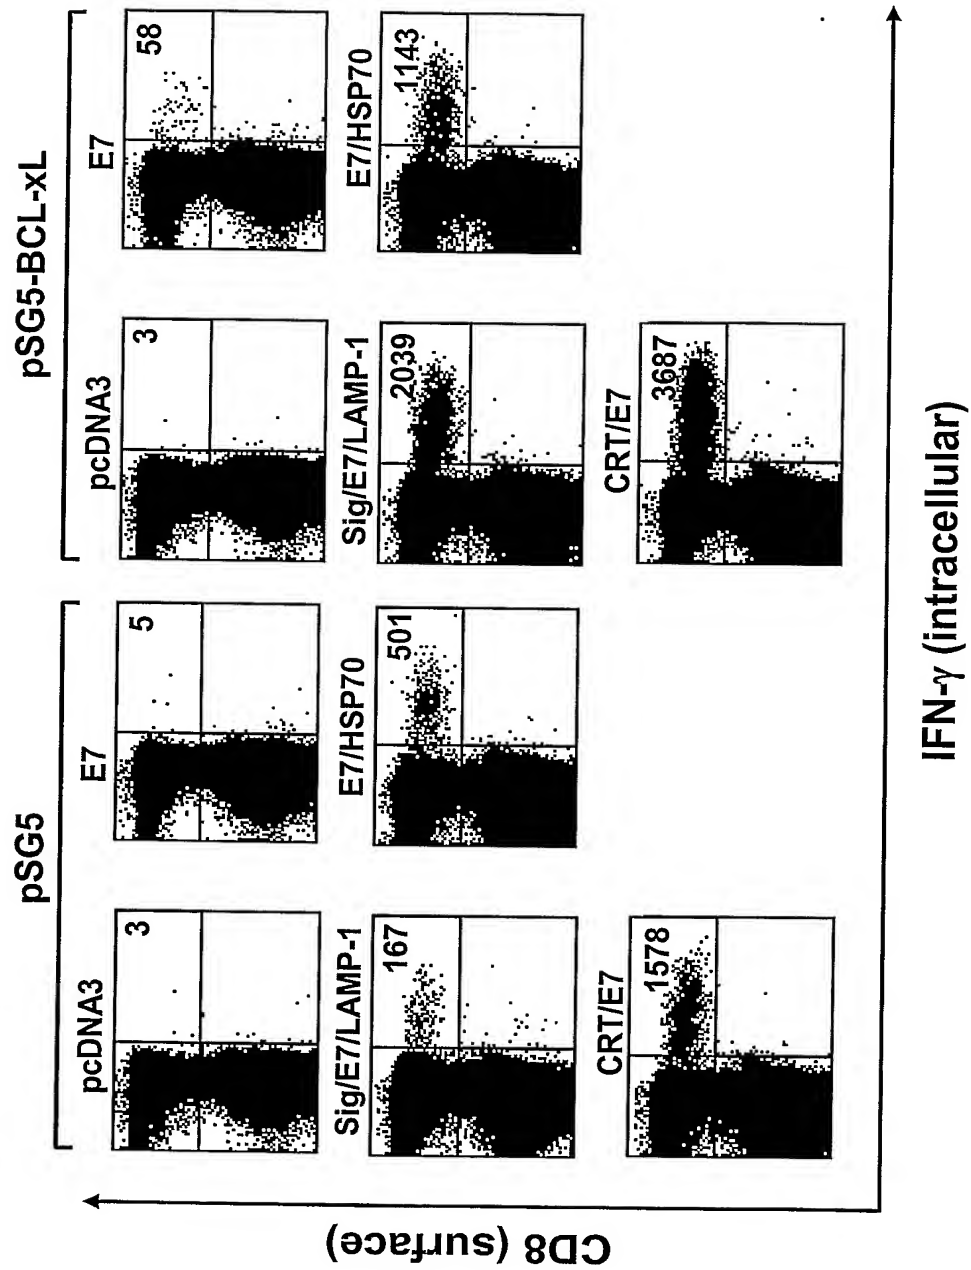 pSG5
pSG5-BCL-xL
pcDNA3
E7
pcDNA3
E7
3
5
3
58
Sig/E7/LAMP-1
E7/HSP70
Sig/E7/LAMP-1
E7/HSP70
167
501
2039
1143
CRT/E7
CRT/E7
1578
3687
CD8 (surface)
IFN-γ (intracellular)